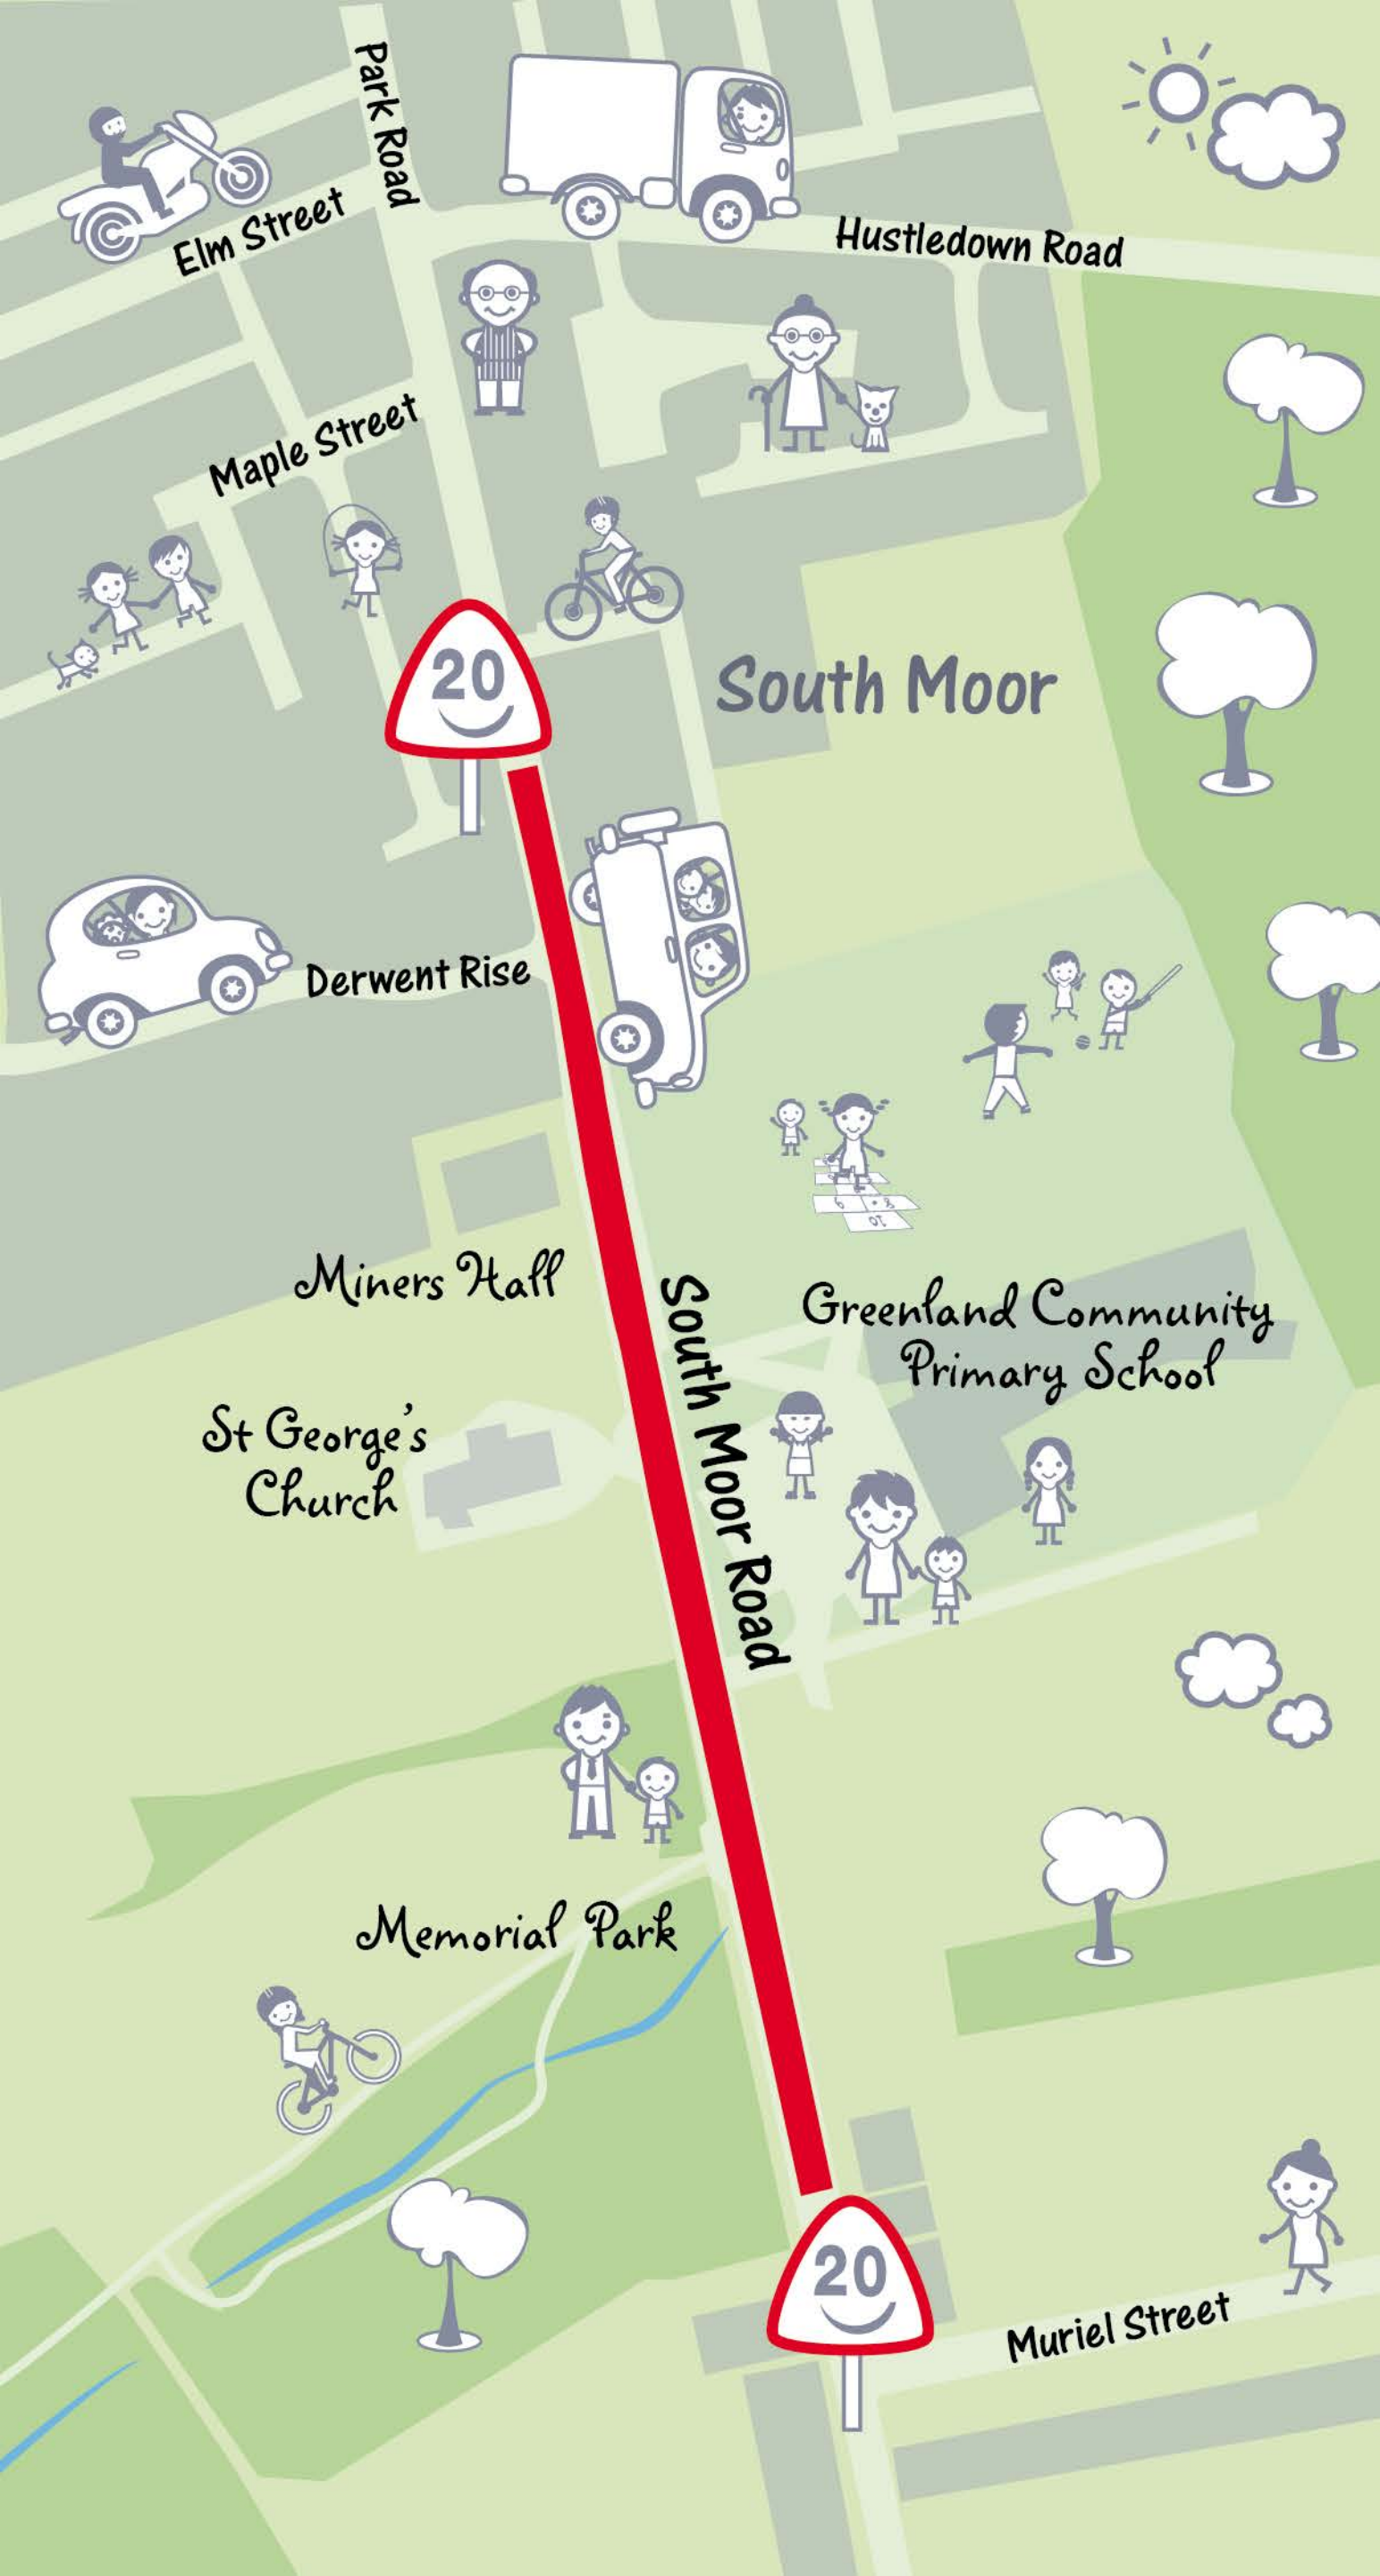 Park Road
Elm Street
Hustledown Road
Maple Street
20
South Moor
Derwent Rise
Miners Hall
South Moor Road
Greenland Community
Primary School
St George's
Church
Memorial Park
20
Muriel Street